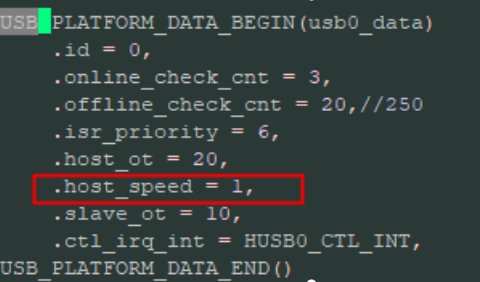 USB_PLATFORM_DATA_BEGIN(usb0_data)
.id = 0,
.online_check_cnt = 3,
.offline_check_cnt = 20,//250
.isr_priority = 6,
.host_ot = 20,
.host_speed = 1,
.slave_ot = 10,
.ctl_irq_int = HUSB0_CTL_INT,
USB_PLATFORM_DATA_END()